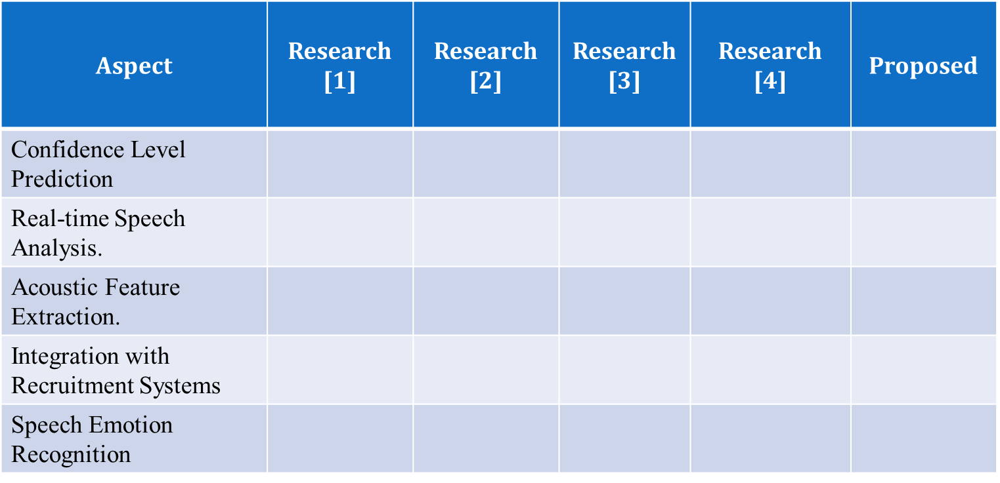 Aspect
Research
[1]
Research
[2]
Research
[3]
Research
[4]
Proposed
Confidence Level
Prediction
Real-time Speech
Analysis.
Acoustic Feature
Extraction.
Integration with
Recruitment Systems
Speech Emotion
Recognition